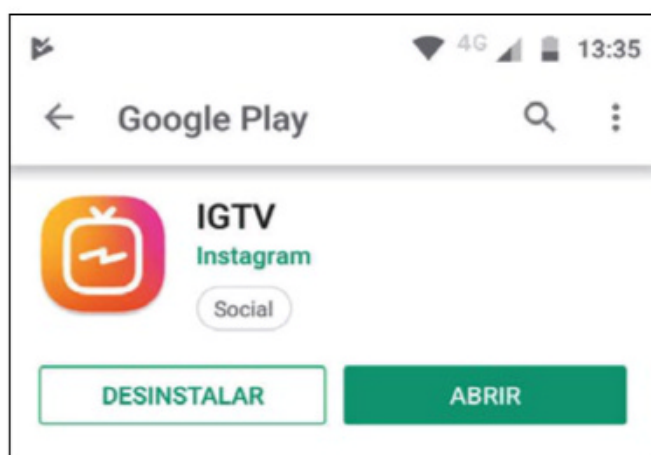 4G 13:35
Google Play
IGTV
Instagram
Social
DESINSTALAR ABRIR